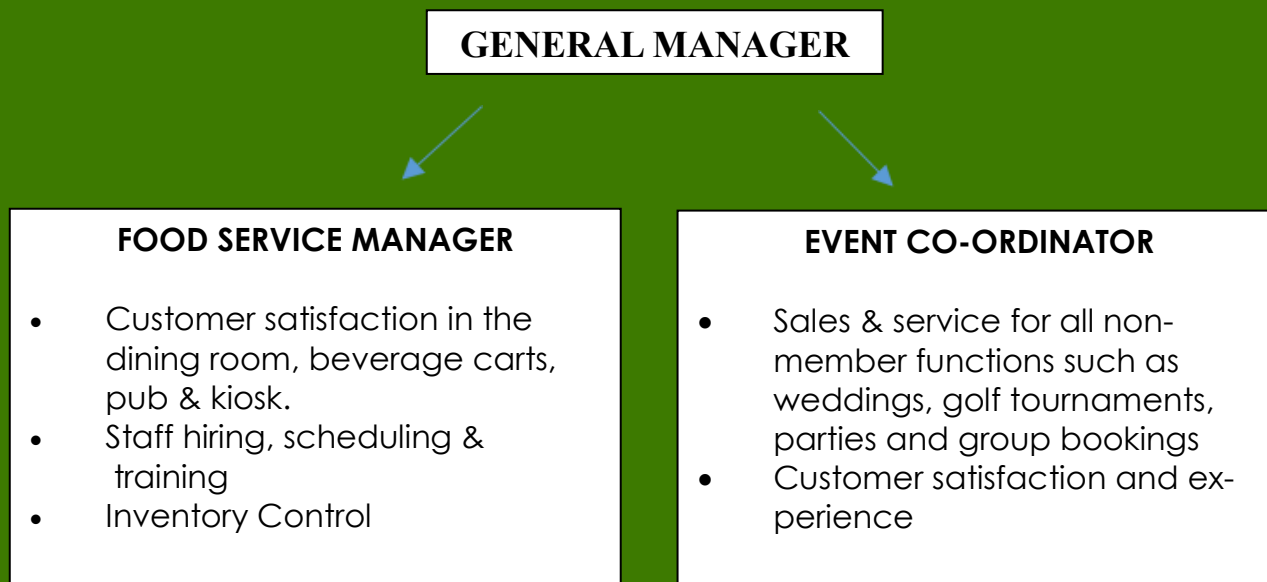 GENERAL MANAGER
FOOD SERVICE MANAGER
• Customer satisfaction in the
dining room, beverage carts,
pub & kiosk.
• Staff hiring, scheduling &
training
• Inventory Control
EVENT CO-ORDINATOR
• Sales & service for all non-
member functions such as
weddings, golf tournaments,
parties and group bookings
• Customer satisfaction and ex-
perience